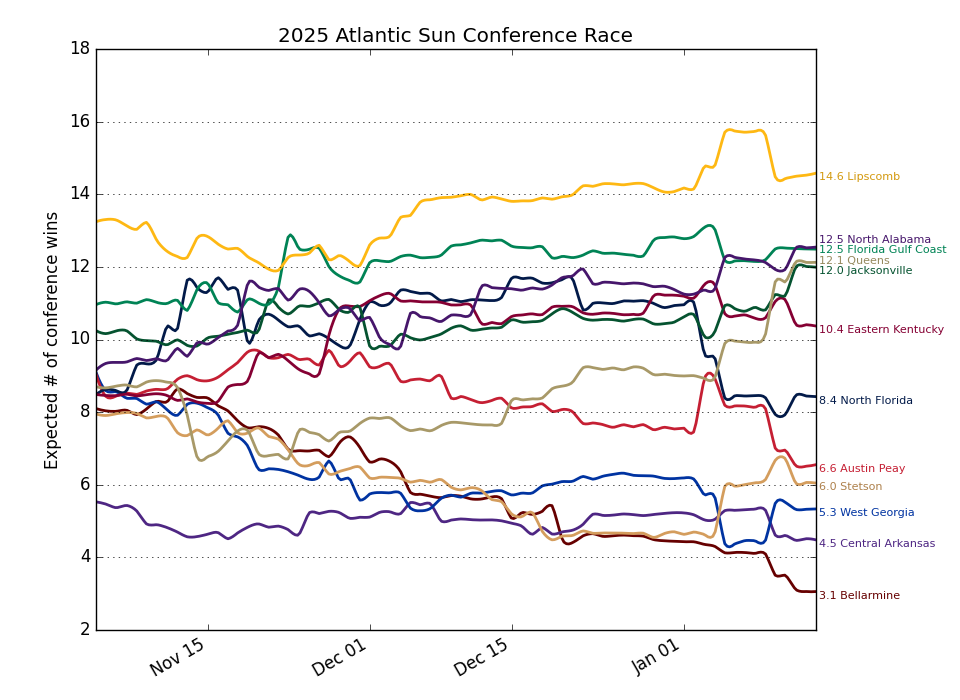 2025 Atlantic Sun Conference Race
Expected # of conference wins
18
16
14
12
10
8
6
4
2
Nov 15
Dec 01
Dec 15
Jan 01
14.6 Lipscomb
12.5 North Alabama
12.5 Florida Gulf Coast
12.1 Queens
12.0 Jacksonville
10.4 Eastern Kentucky
8.4 North Florida
6.6 Austin Peay
6.0 Stetson
5.3 West Georgia
4.5 Central Arkansas
3.1 Bellarmine